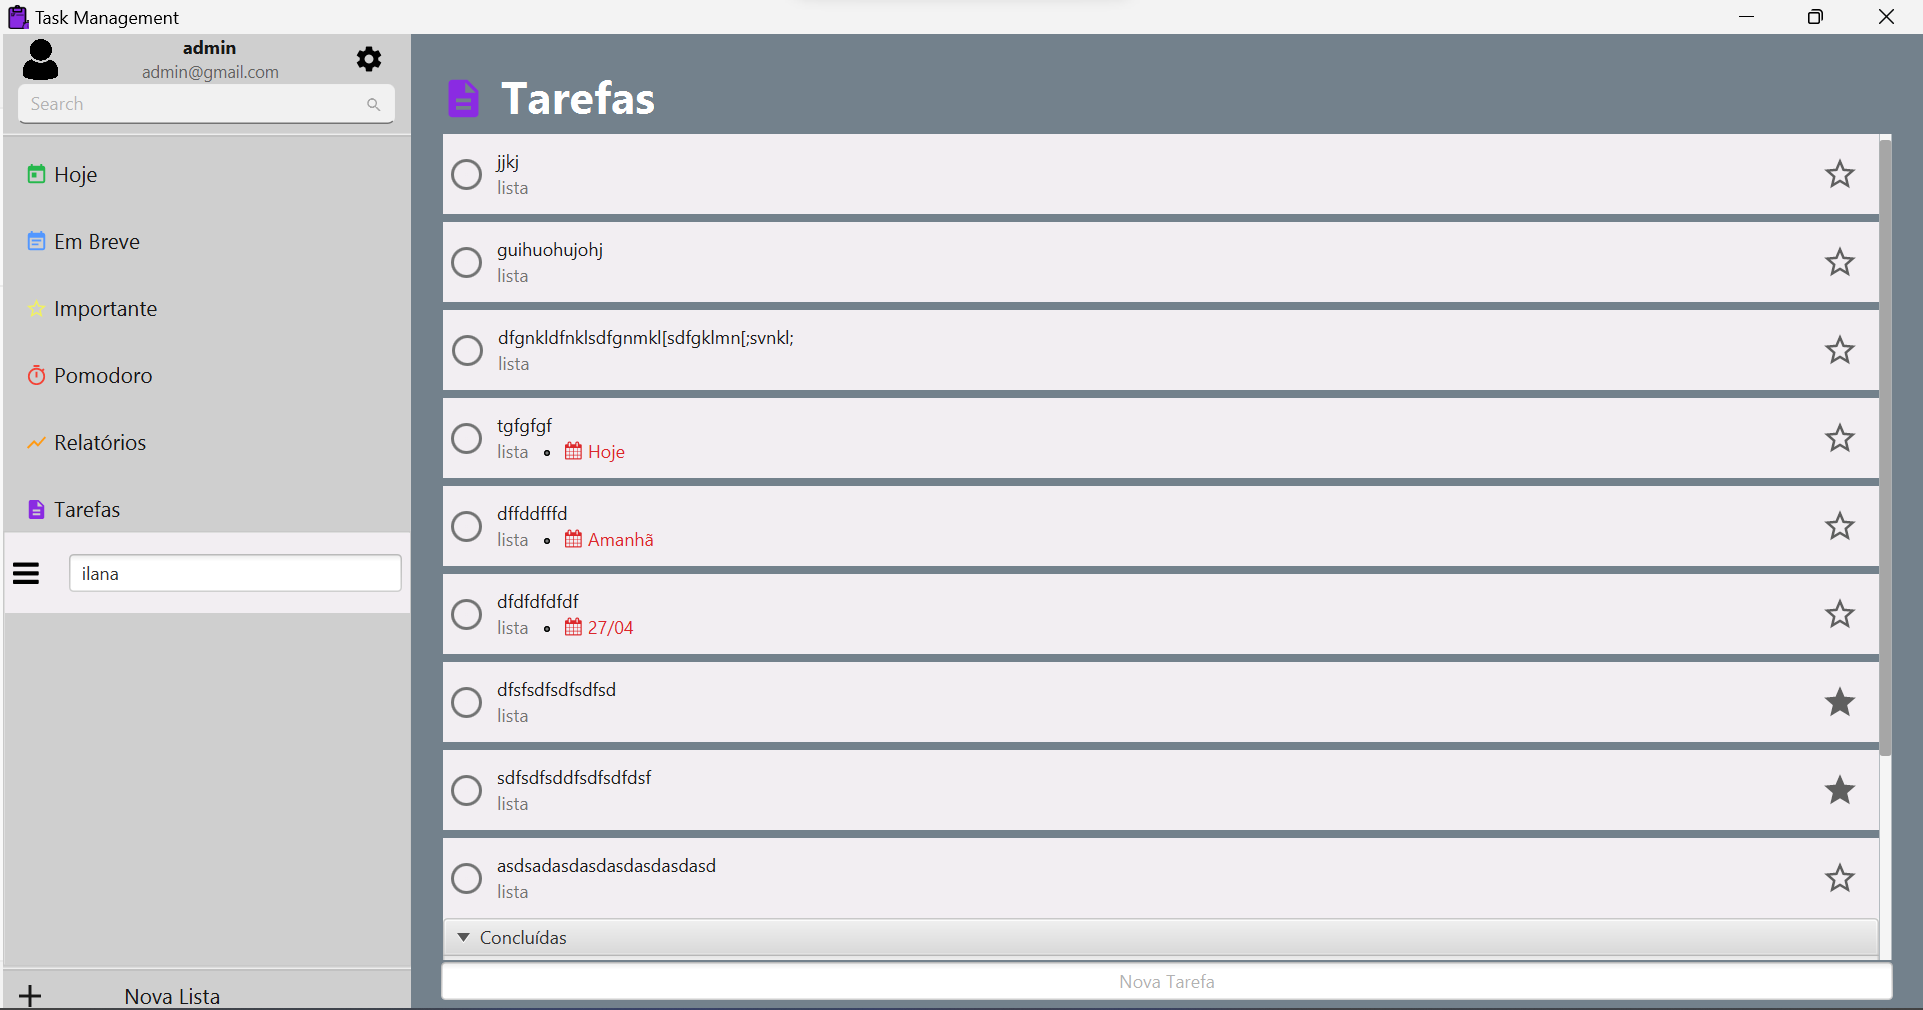 Task Management
admin
admin@gmail.com
Search
Hoje
Em Breve
Importante
Pomodoro
Relatórios
Tarefas
ilana
Nova Lista
Tarefas
jjkj
lista
guihuohujohj
lista
dfgnkldfnklsdfgnmkl[sdfgklmn[;svnkl;
lista
tgfgfgf
lista • Hoje
dffddfffd
lista • Amanhã
dfdfdfdfdf
lista • 27/04
dfsfsdfsdfsdfsd
lista
sdfsdfsddfsdfsdfdsf
lista
asdsadasdasdasdasdasdasd
lista
Concluídas
Nova Tarefa